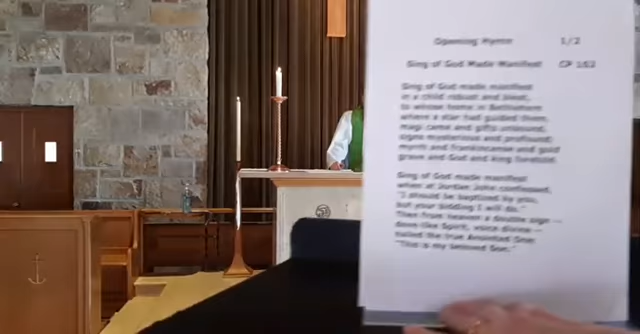 Opening Hymn 1/2
Sing of God Made Manifest CP 162
Sing of God made manifest
in a child robust and blest,
to whose home in Bethlehem
where a star had guided them,
magi came and gifts unbound,
signs mysterious and profound,
myrrh and frankincense and gold
grave and God and king foretold.
Sing of God made manifest
when at Jordan John confessed,
"I should be baptized by you,
but your bidding I will do."
Then from heaven a double sign —
dove-like Spirit, voice divine —
hailed the true Anointed One:
"This is my beloved Son."